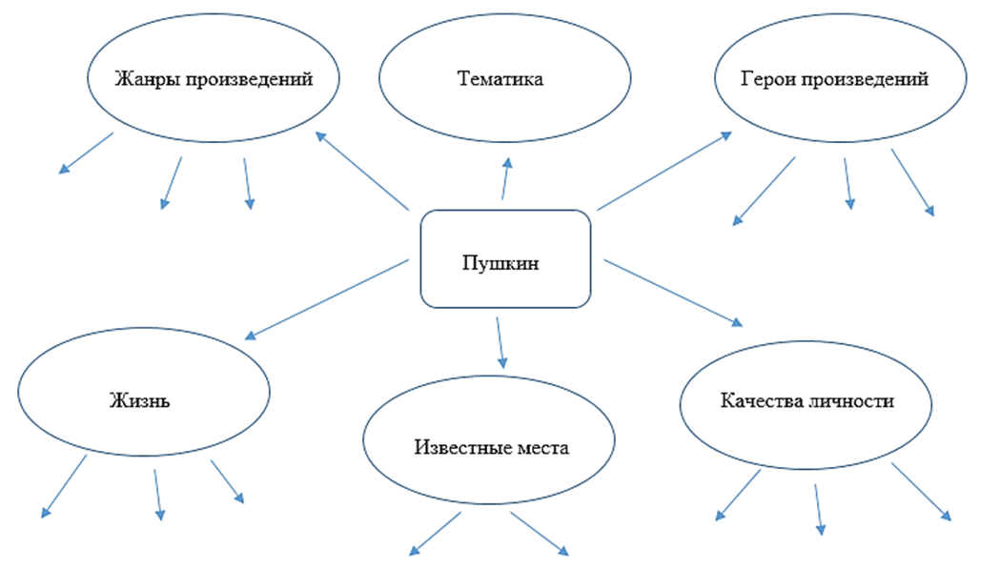 Жанры произведений
Тематика
Герои произведений
Пушкин
Жизнь
Известные места
Качества личности